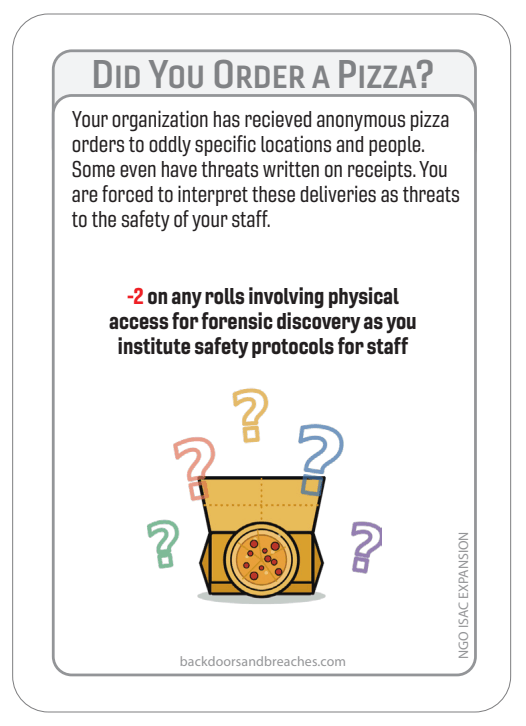 DID YOU ORDER A PIZZA?
Your organization has recieved anonymous pizza
orders to oddly specific locations and people.
Some even have threats written on receipts. You
are forced to interpret these deliveries as threats
to the safety of your staff.
-2 on any rolls involving physical
access for forensic discovery as you
institute safety protocols for staff
?
?
?
?
?
NGO ISAC EXPANSION
backdoorsandbreaches.com